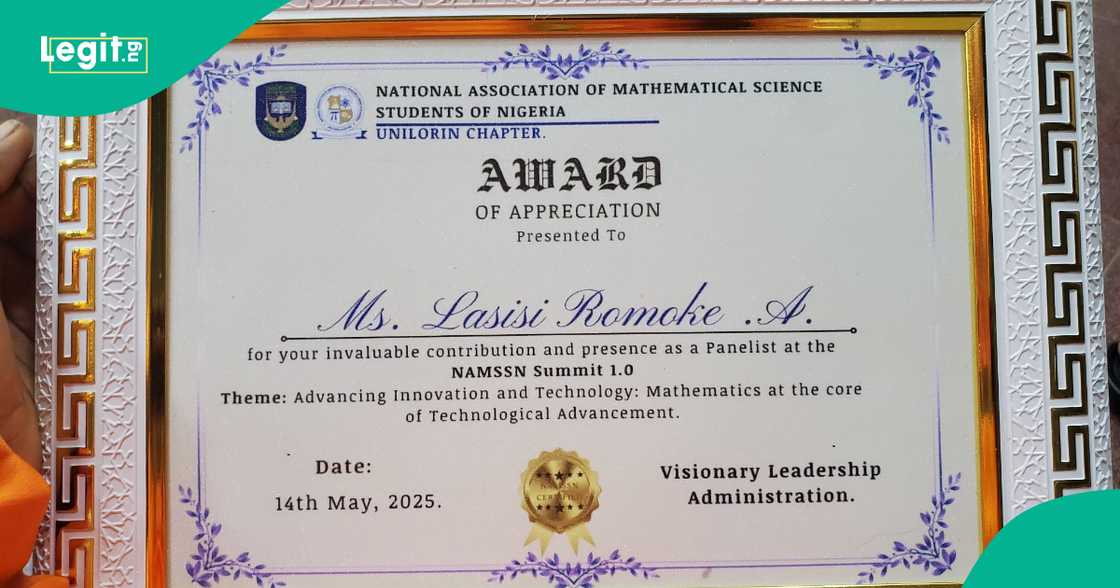 Legit.ng
NATIONAL ASSOCIATION OF MATHEMATICAL SCIENCE
STUDENTS OF NIGERIA
UNILORIN CHAPTER.
AWARD
OF APPRECIATION
Presented To
Ms. Lasisi Romoke .A.
for your invaluable contribution and presence as a Panelist at the
NAMSSN Summit 1.0
Theme: Advancing Innovation and Technology: Mathematics at the core
of Technological Advancement.
Date:
14th May, 2025.
NAMSSN
CERTIFIED
Visionary Leadership
Administration.